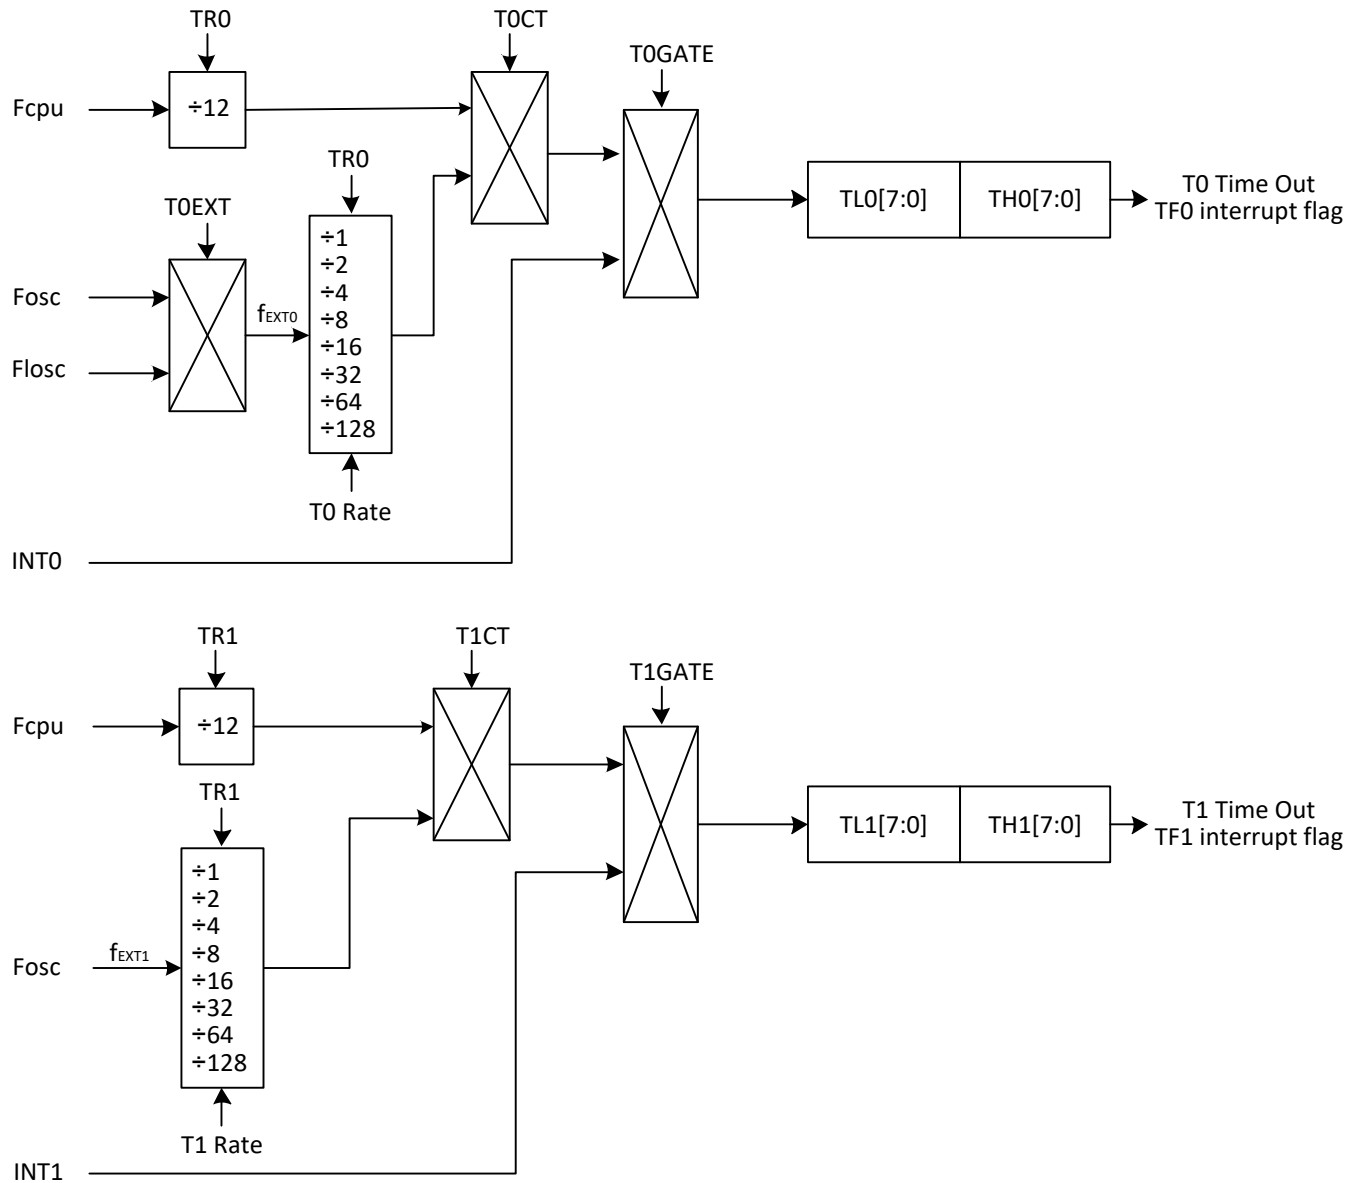 TR0
T0CT
T0GATE
Fcpu
÷12
TR0
T0EXT
÷1
÷2
÷4
÷8
÷16
÷32
÷64
÷128
Fosc
fEXT0
Flosc
T0 Rate
INT0
TL0[7:0]
TH0[7:0]
T0 Time Out
TF0 interrupt flag
TR1
T1CT
T1GATE
Fcpu
÷12
TR1
÷1
÷2
÷4
÷8
÷16
÷32
÷64
÷128
Fosc
fEXT1
T1 Rate
INT1
TL1[7:0]
TH1[7:0]
T1 Time Out
TF1 interrupt flag